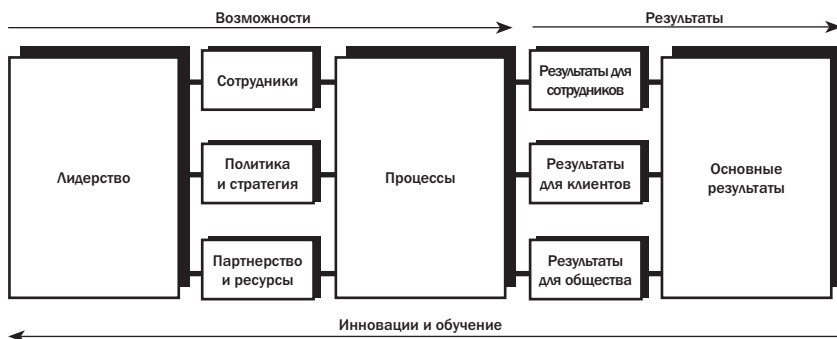 Возможности
Результаты
Лидерство
Сотрудники
Политика
и стратегия
Партнерство
и ресурсы
Процессы
Результаты для
сотрудников
Результаты
для клиентов
Результаты
для общества
Основные
результаты
Инновации и обучение